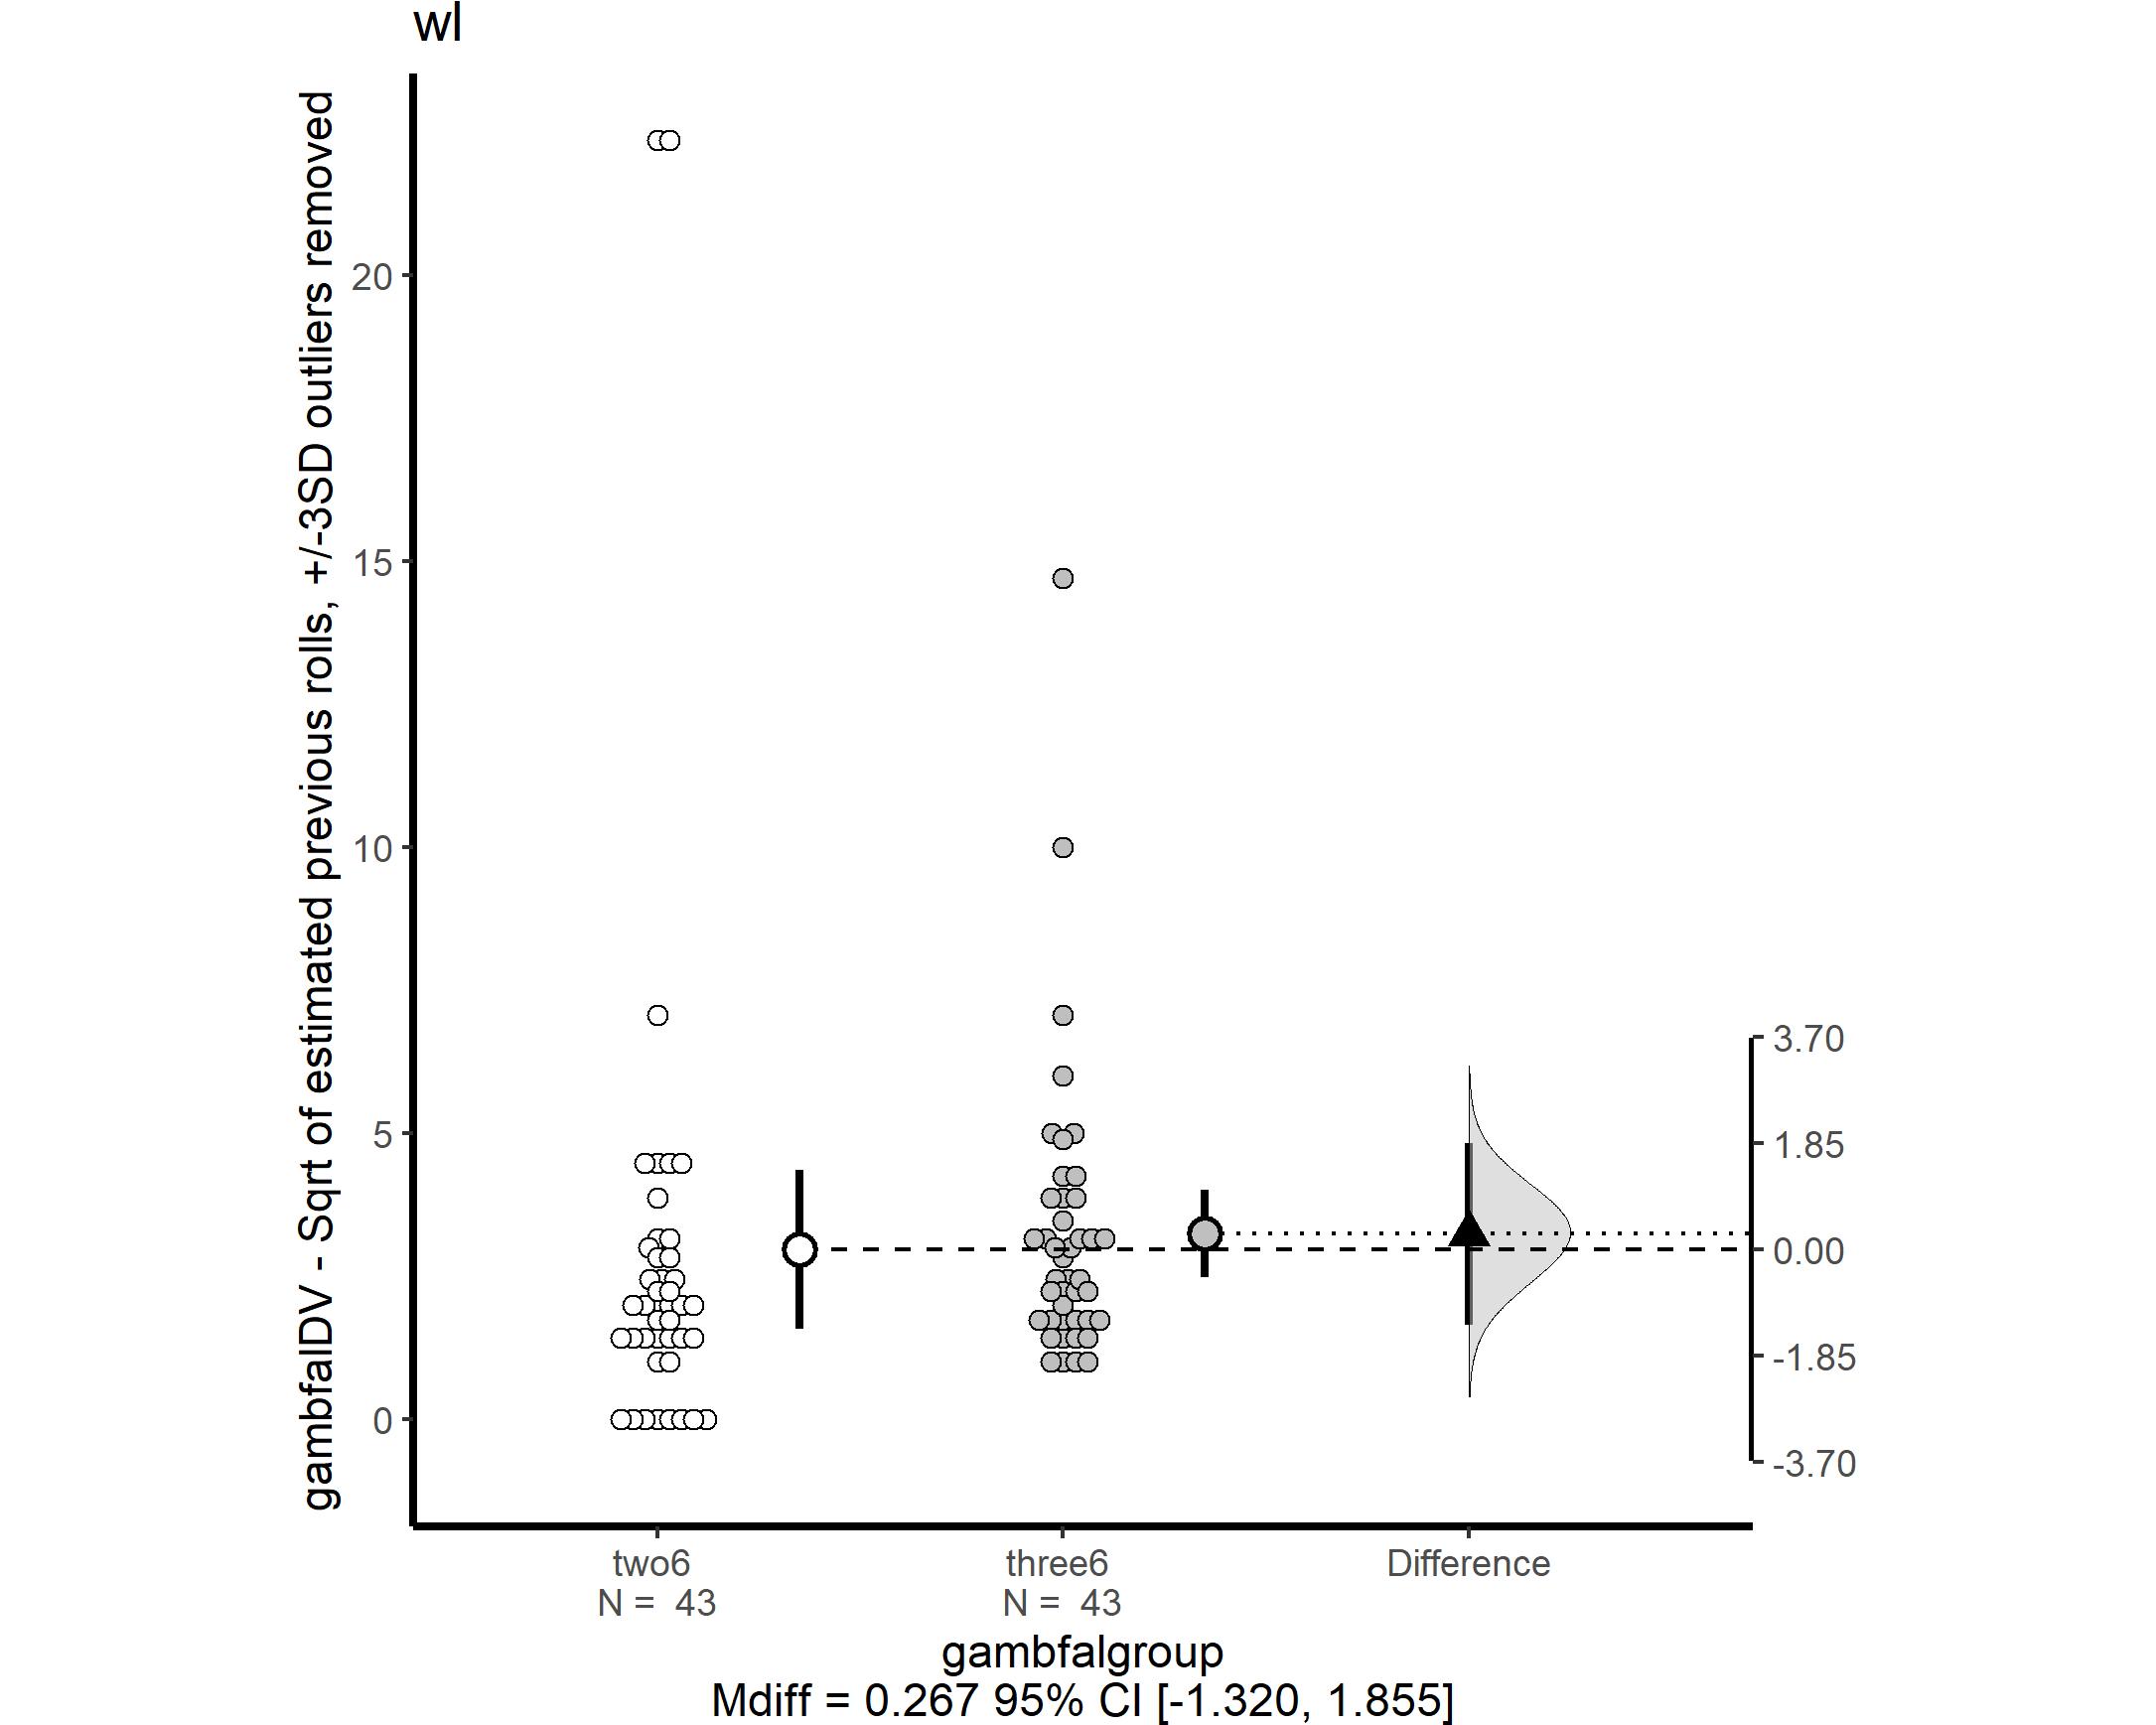 wl
gambfalDV - Sqrt of estimated previous rolls, +/-3SD outliers removed
20
15
10
5
0
3.70
1.85
0.00
-1.85
-3.70
two6
N = 43
three6
N = 43
Difference
gambfalgroup
Mdiff = 0.267 95% CI [-1.320, 1.855]